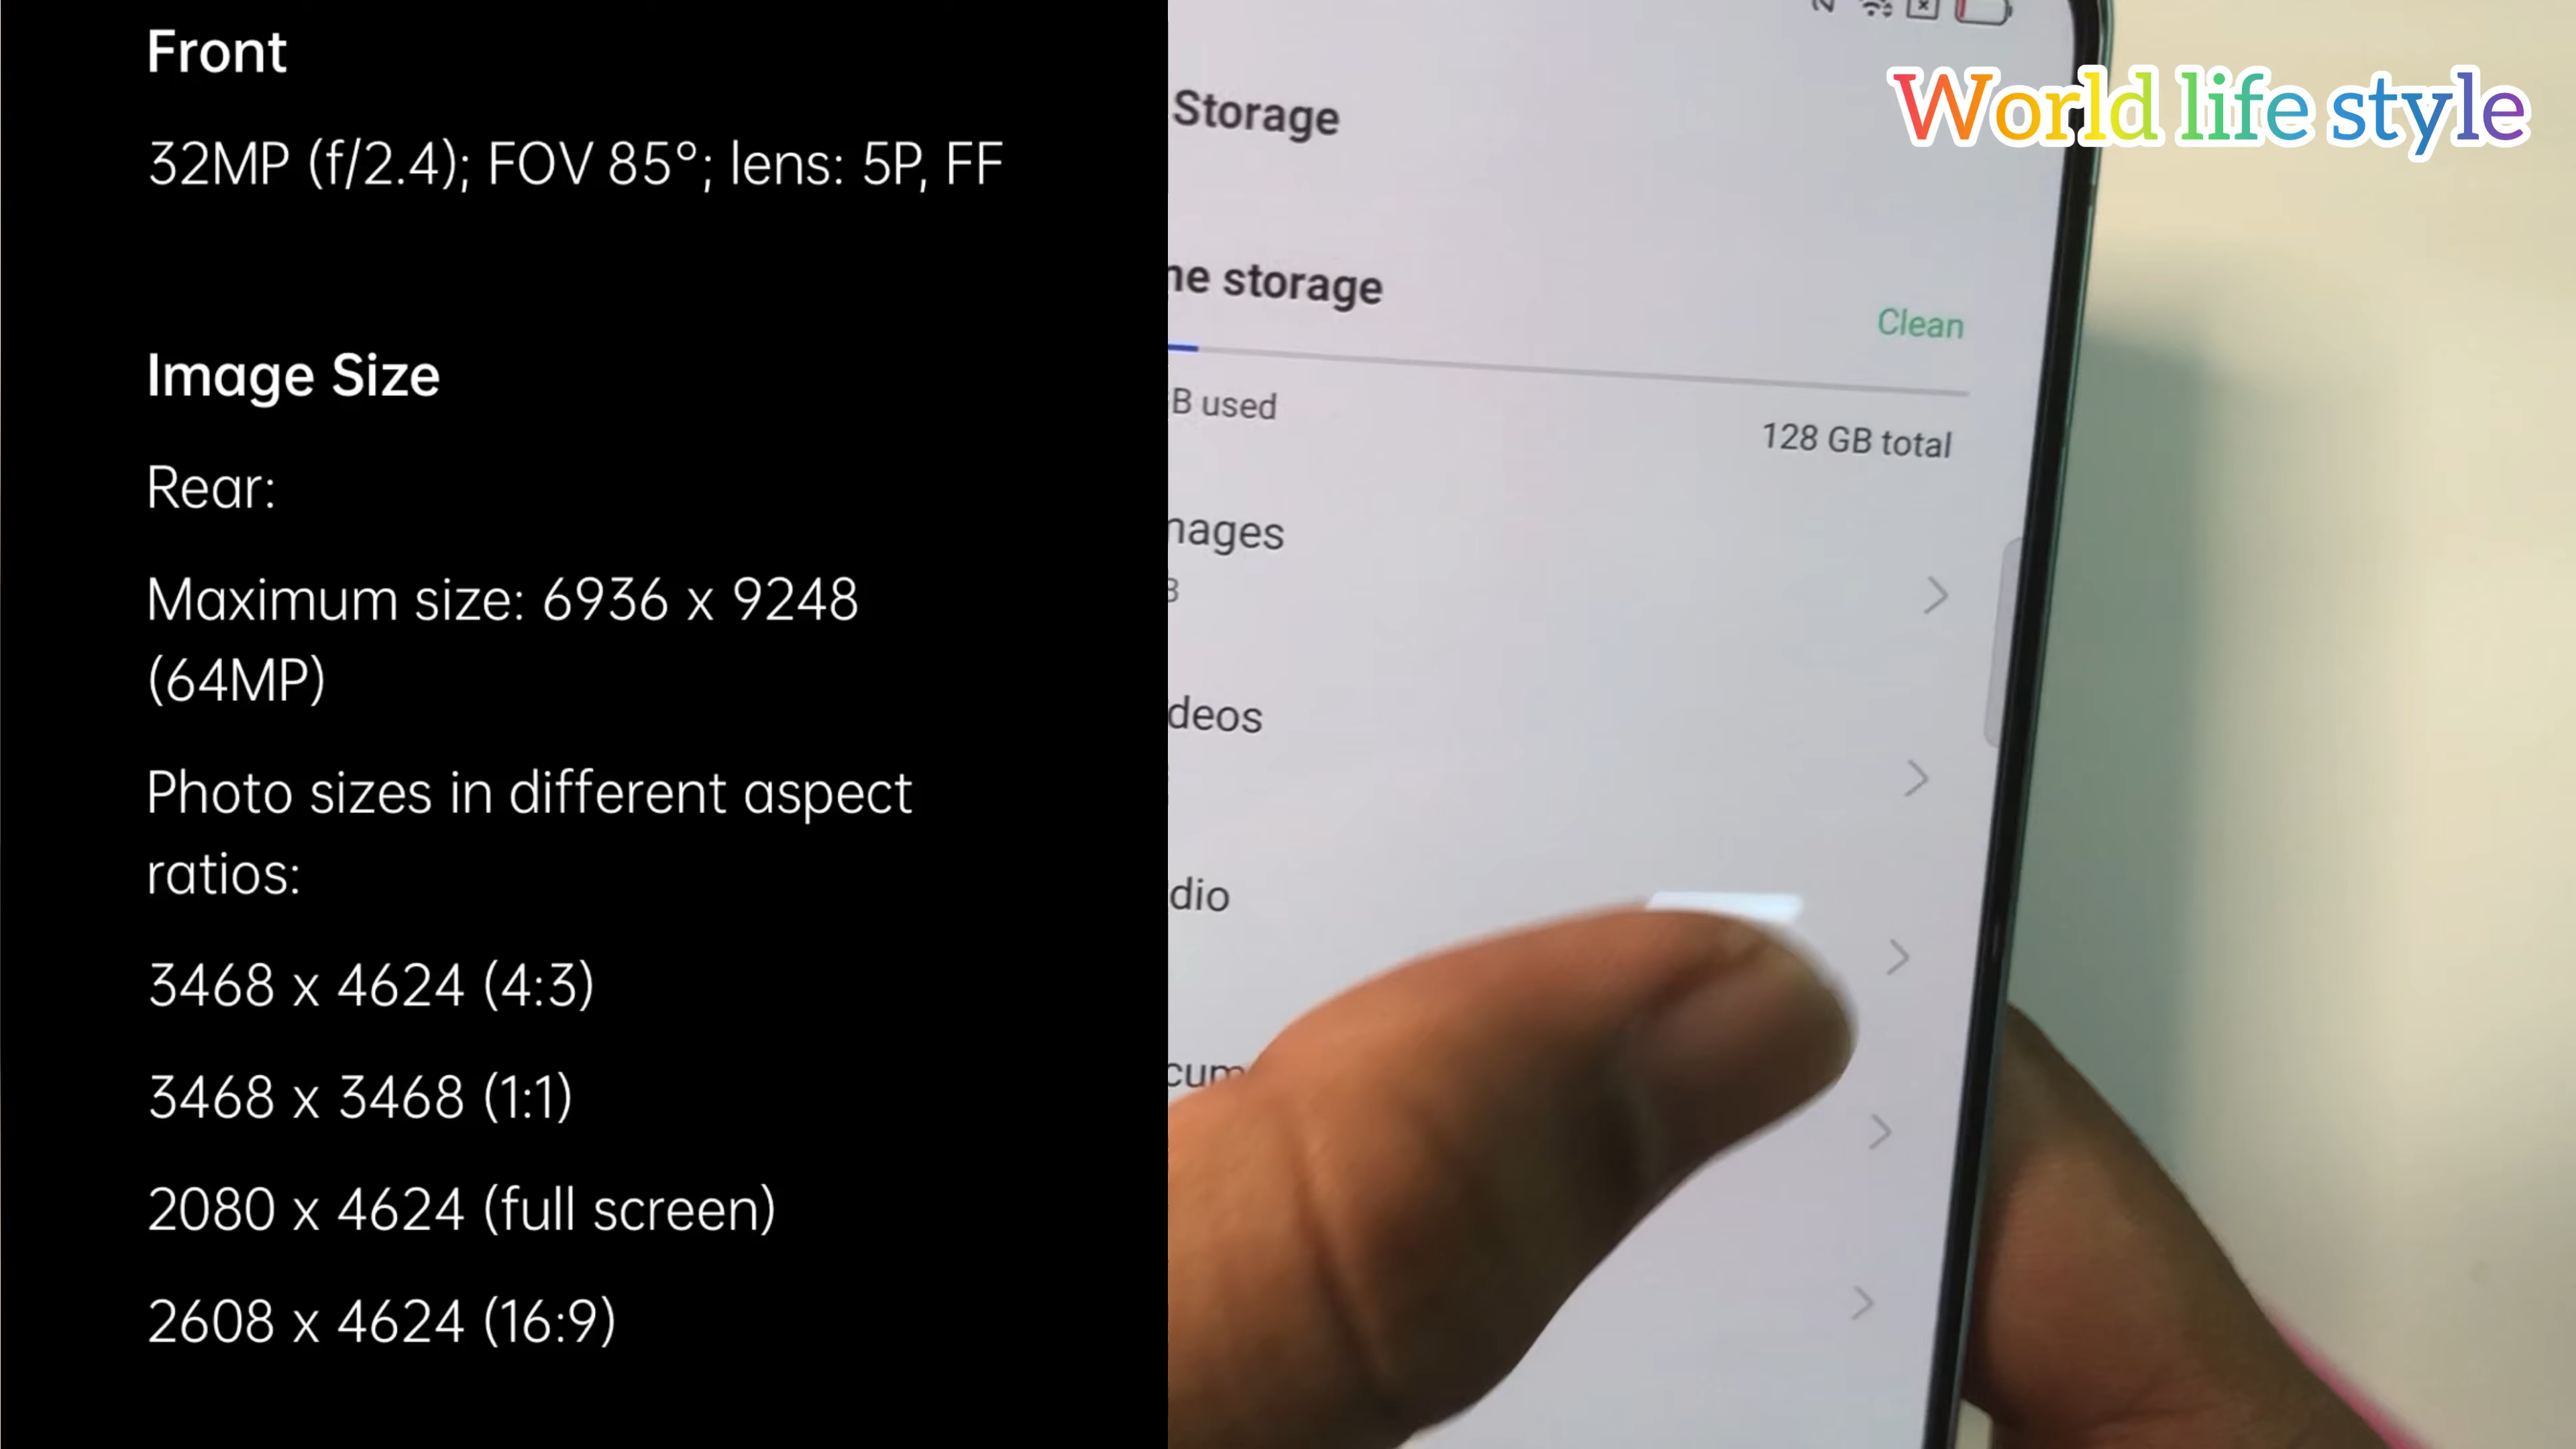 Front
32MP (f/2.4); FOV 85°; lens: 5P, FF
Image Size
Rear:
Maximum size: 6936 x 9248
(64MP)
Photo sizes in different aspect
ratios:
3468 x 4624 (4:3)
3468 x 3468 (1:1)
2080 x 4624 (full screen)
2608 x 4624 (16:9)
World life style
Storage
storage
Clean
B used
128 GB total